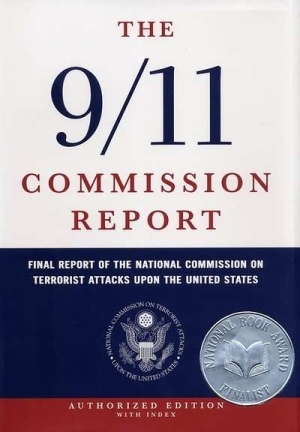 THE
9/11
COMMISSION
REPORT
FINAL REPORT OF THE NATIONAL COMMISSION ON
TERRORIST ATTACKS UPON THE UNITED STATES
NATIONAL COMMISSION ON TERRORIST ATTACKS
UPON THE UNITED STATES
NATIONAL BOOK AWARD
FINALIST
AUTHORIZED EDITION
WITH INDEX